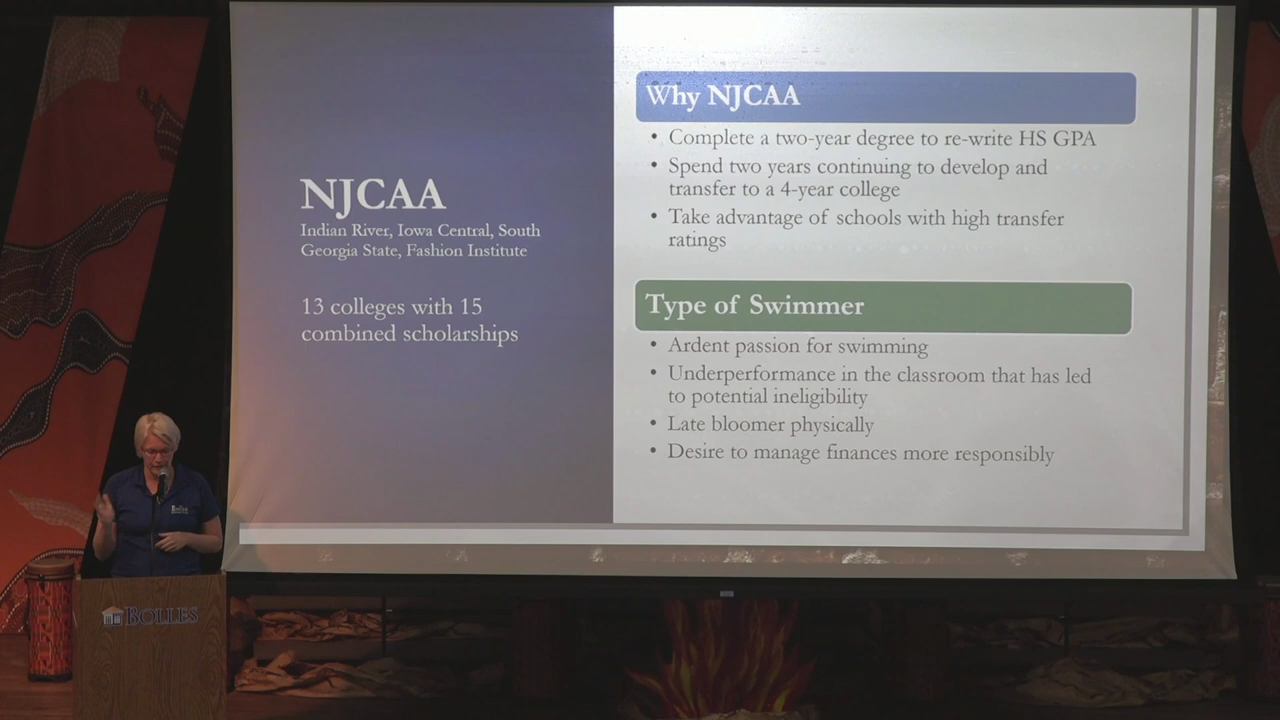 NJCAA
Indian River, Iowa Central, South
Georgia State, Fashion Institute
13 colleges with 15
combined scholarships
Why NJCAA
• Complete a two-year degree to re-write HS GPA
• Spend two years continuing to develop and
transfer to a 4-year college
• Take advantage of schools with high transfer
ratings
Type of Swimmer
• Ardent passion for swimming
• Underperformance in the classroom that has led
to potential ineligibility
• Late bloomer physically
• Desire to manage finances more responsibly
BOLLES